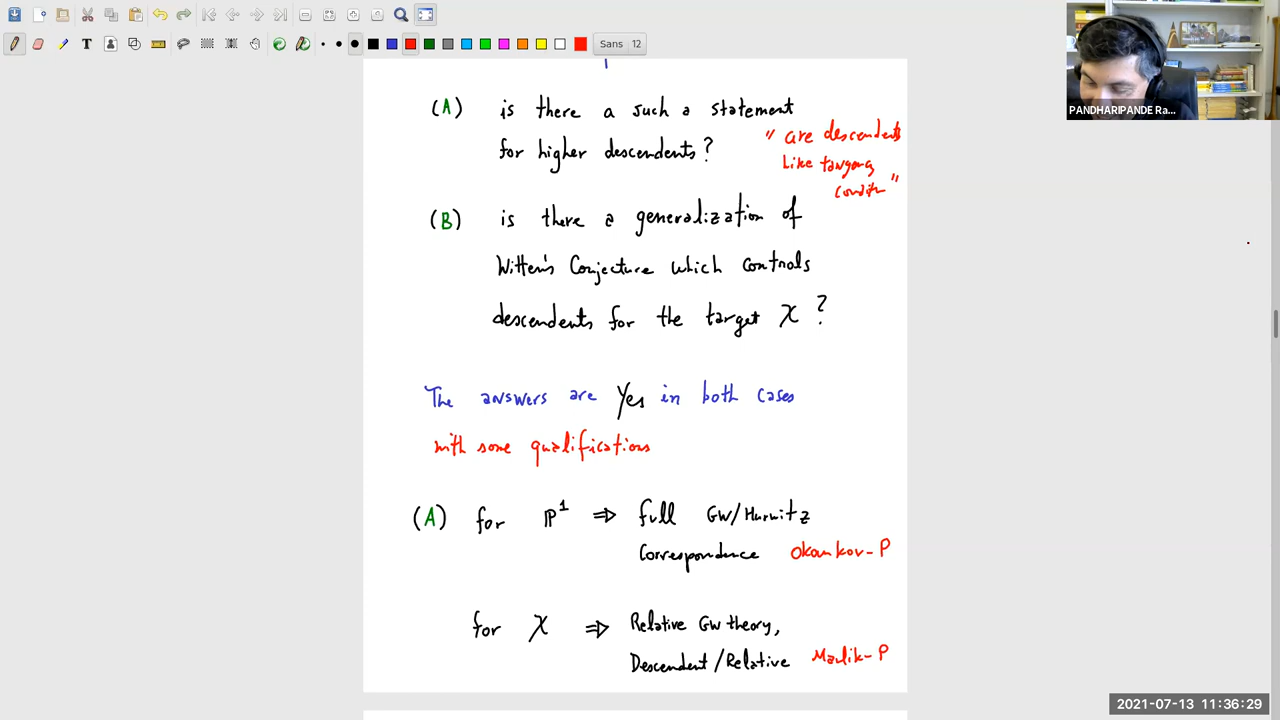 Sans 12
PANDHARIPANDE Ra...
(A) is there a such a statement
for higher descendents?
" are descendents
like tangency
condition "
(B) is there a generalization of
Witten's Conjecture which controls
descendents for the target X?
The answers are Yes in both cases
with some qualifications
(A) for P¹ ⇒ full GW/Hurwitz
Correspondence Okounkov-P
for X ⇒ Relative GW theory,
Descendent/Relative Maulik-P
2021-07-13 11:36:29